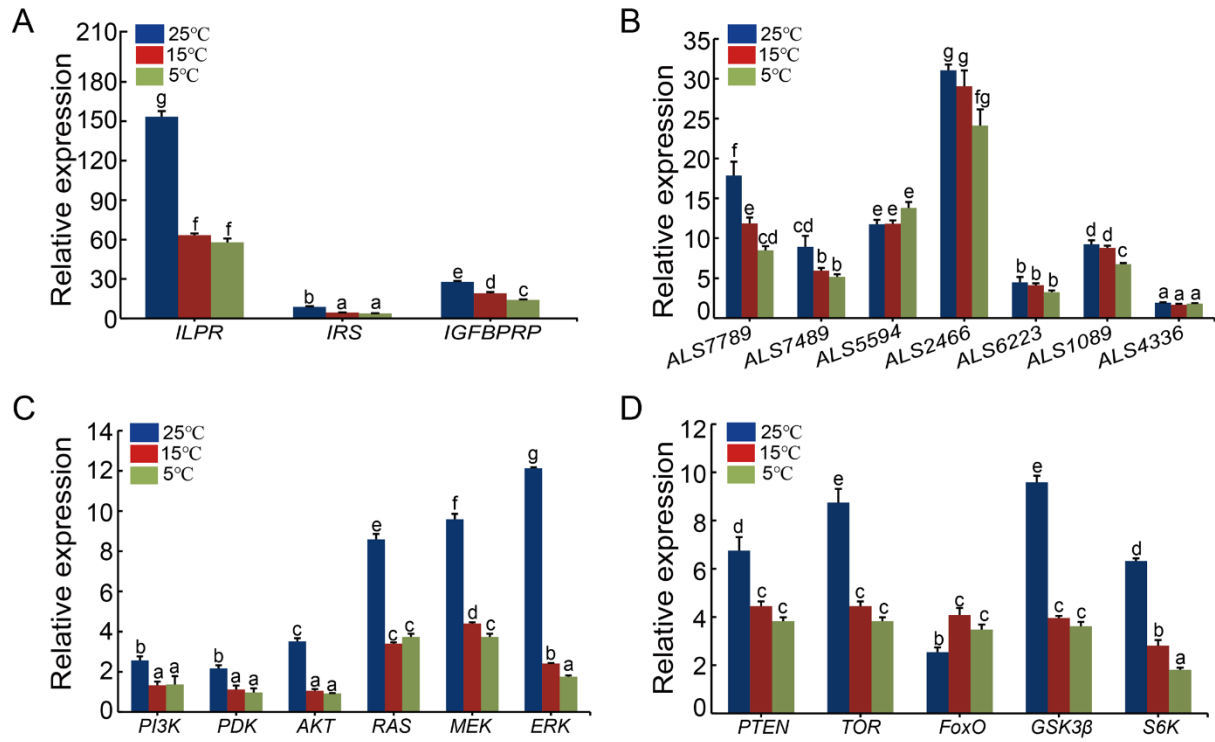 A
25℃
15℃
5℃
Relative expression
210
180
150
120
90
60
30
0
g
f
f
b
a
a
e
d
c
ILPR
IRS
IGFBPRP
B
25℃
15℃
5℃
Relative expression
35
30
25
20
15
10
5
0
f
e
cd
cd
b
b
e
e
e
g
g
fg
b
b
b
d
d
c
a
a
a
ALS7789
ALS7489
ALS5594
ALS2466
ALS6223
ALS1089
ALS4336
C
25℃
15℃
5℃
Relative expression
14
12
10
8
6
4
2
0
b
a
a
b
a
a
c
a
a
e
c
c
f
d
c
g
b
a
PI3K
PDK
AKT
RAS
MEK
ERK
D
25℃
15℃
5℃
Relative expression
12
10
8
6
4
2
0
d
c
c
e
c
c
b
c
c
e
c
c
d
b
a
PTEN
TOR
FoxO
GSK3β
S6K